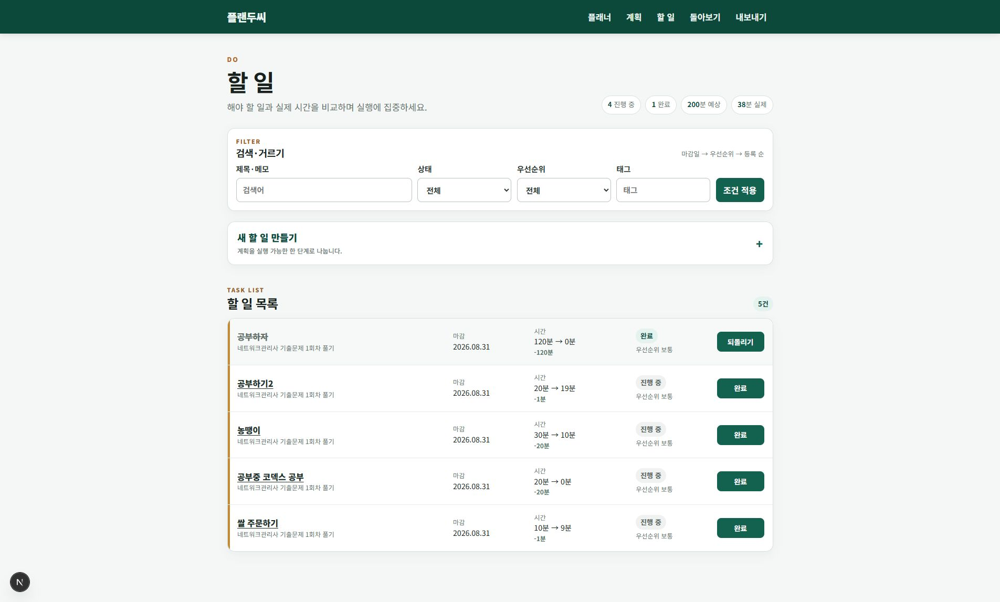 플랜두씨
플래너 계획 할 일 돌아보기 내보내기
DO
할 일
해야 할 일과 실제 시간을 비교하며 실행에 집중하세요.
4 진행 중 1 완료 200분 예상 38분 실제
FILTER
검색·거르기
마감일 → 우선순위 → 등록 순
제목·메모 상태 우선순위 태그
검색어 전체 전체 태그 조건 적용
새 할 일 만들기
계획을 실행 가능한 한 단계로 나눕니다.
+
TASK LIST
할 일 목록
5건
공부하자
네트워크관리사 기출문제 1회차 풀기
마감
2026.08.31
시간
120분 → 0분
-120분
완료
우선순위 보통
되돌리기
공부하기2
네트워크관리사 기출문제 1회차 풀기
마감
2026.08.31
시간
20분 → 19분
-1분
진행 중
우선순위 보통
완료
농땡이
네트워크관리사 기출문제 1회차 풀기
마감
2026.08.31
시간
30분 → 10분
-20분
진행 중
우선순위 보통
완료
공부중 코덱스 공부
네트워크관리사 기출문제 1회차 풀기
마감
2026.08.31
시간
20분 → 0분
-20분
진행 중
우선순위 보통
완료
쌀 주문하기
네트워크관리사 기출문제 1회차 풀기
마감
2026.08.31
시간
10분 → 9분
-1분
진행 중
우선순위 보통
완료
N